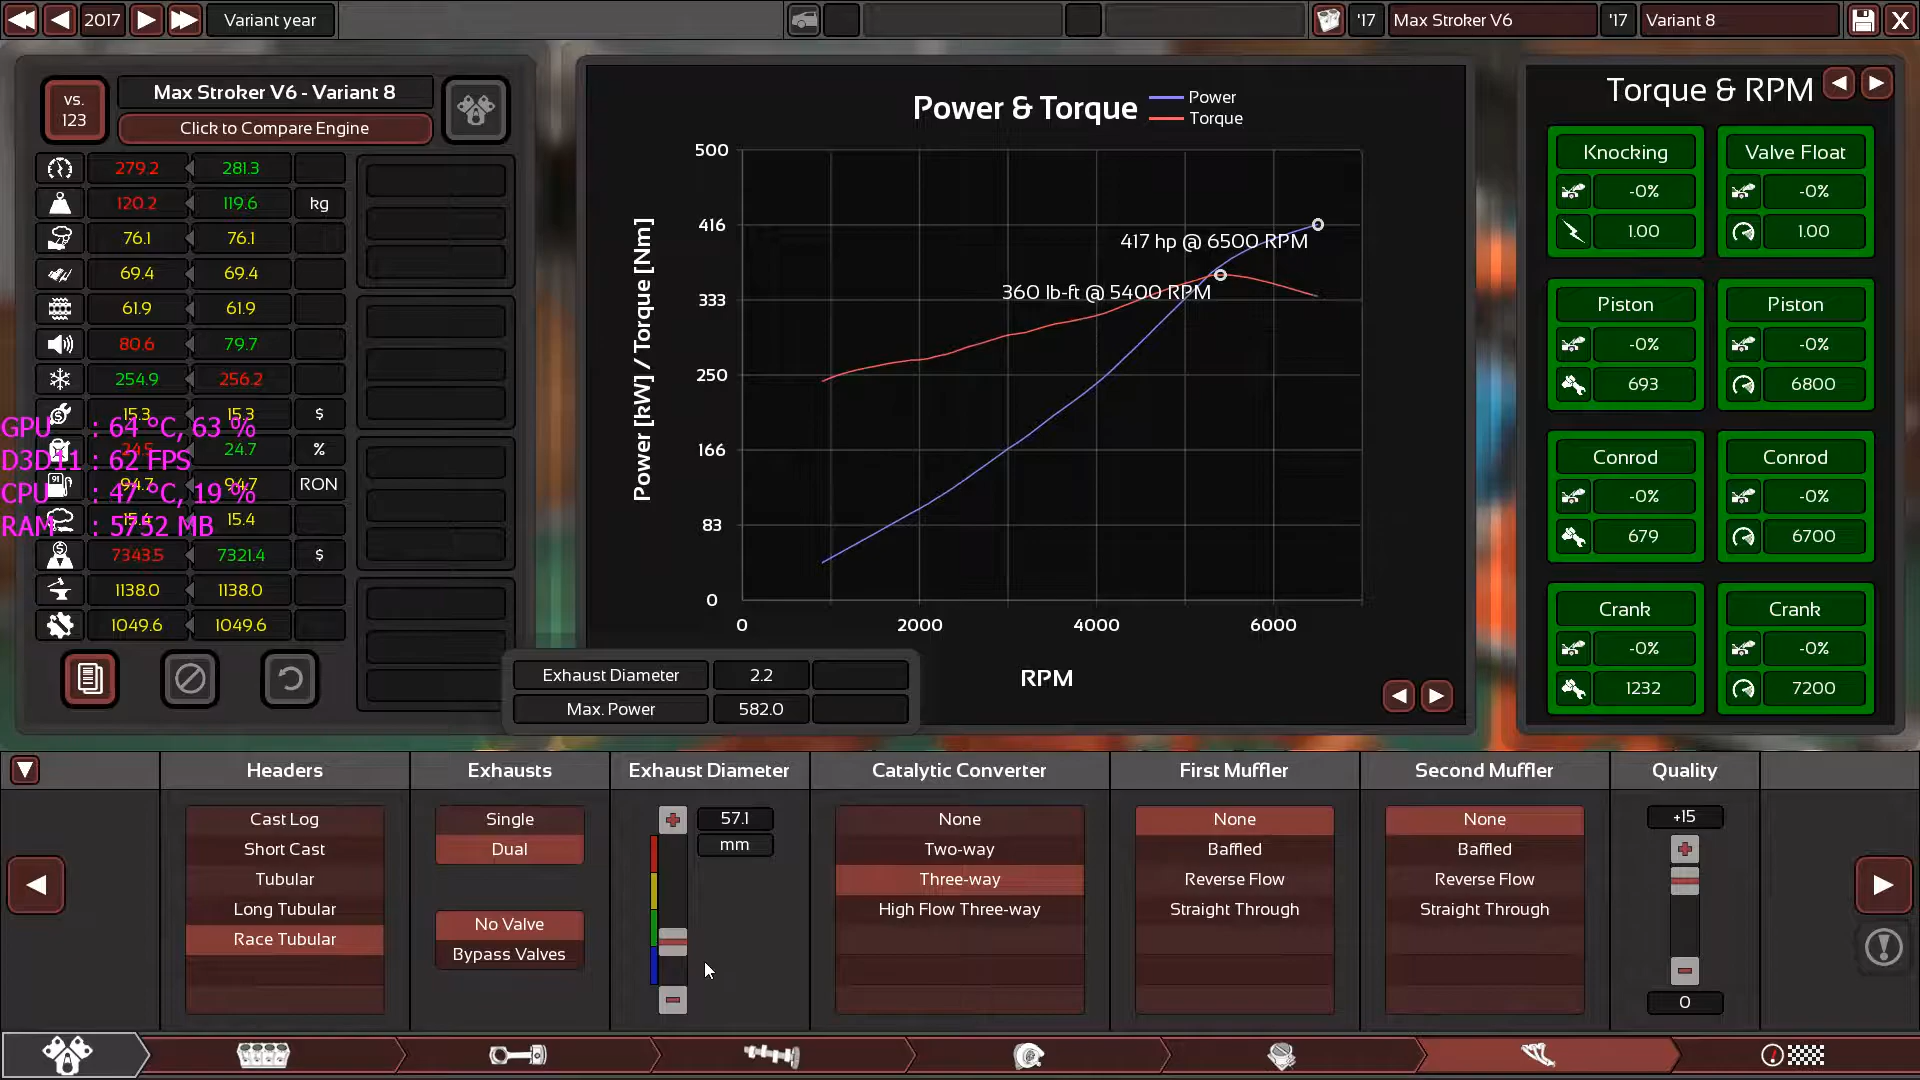 2017
Variant year
'17
Max Stroker V6
'17
Variant 8
vs.
123
Max Stroker V6 - Variant 8
Click to Compare Engine
279.2 281.3
120.2 119.6 kg
76.1 76.1
69.4 69.4
61.9 61.9
80.6 79.7
254.9 256.2
15.3 15.3 $
24.5 24.7 %
94.7 94.7 RON
15.4 15.4
7343.5 7321.4 $
1138.0 1138.0
1049.6 1049.6
GPU : 64 °C, 63 %
D3D11 : 62 FPS
CPU : 47 °C, 19 %
RAM : 5752 MB
Power & Torque
Power
Torque
Power [kW] / Torque [Nm]
500
416
333
250
166
83
0
417 hp @ 6500 RPM
360 lb-ft @ 5400 RPM
0 2000 4000 6000
RPM
Exhaust Diameter 2.2
Max. Power 582.0
Torque & RPM
Knocking Valve Float
-0% -0%
1.00 1.00
Piston Piston
-0% -0%
693 6800
Conrod Conrod
-0% -0%
679 6700
Crank Crank
-0% -0%
1232 7200
Headers
Cast Log
Short Cast
Tubular
Long Tubular
Race Tubular
Exhausts
Single
Dual
No Valve
Bypass Valves
Exhaust Diameter
57.1
mm
Catalytic Converter
None
Two-way
Three-way
High Flow Three-way
First Muffler
None
Baffled
Reverse Flow
Straight Through
Second Muffler
None
Baffled
Reverse Flow
Straight Through
Quality
+15
0